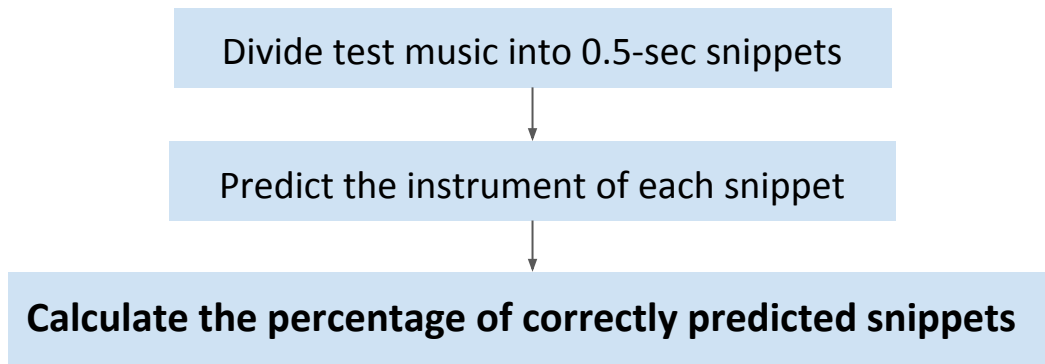 Divide test music into 0.5-sec snippets
Predict the instrument of each snippet
Calculate the percentage of correctly predicted snippets